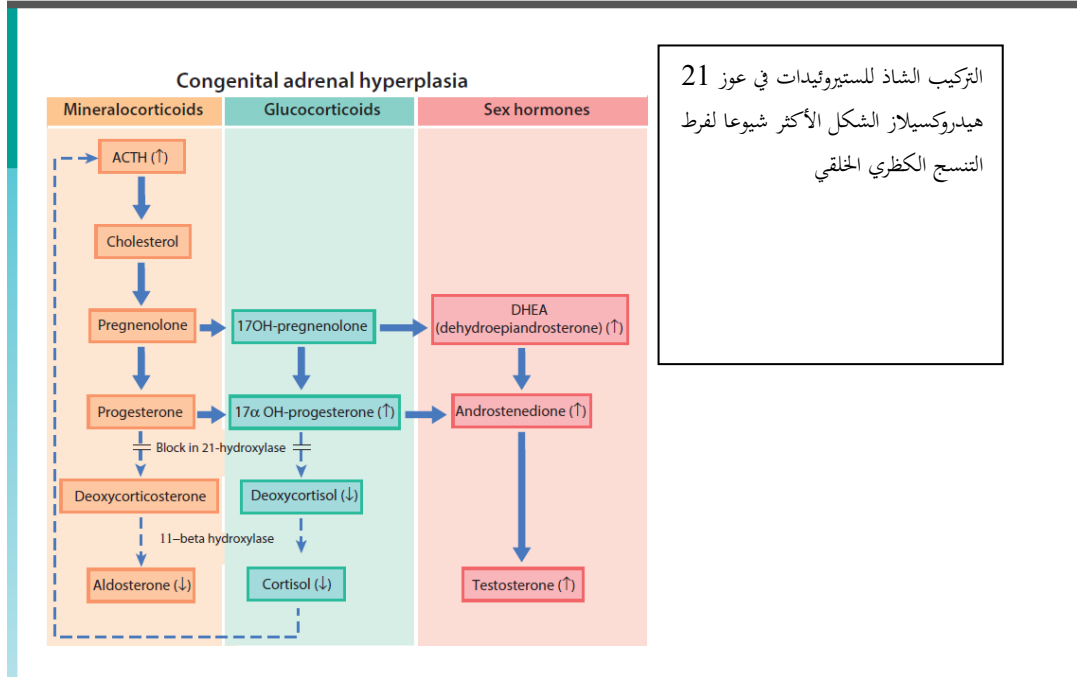 Congenital adrenal hyperplasia
Mineralocorticoids
Glucocorticoids
Sex hormones
ACTH (↑)
Cholesterol
Pregnenolone
17OH-pregnenolone
DHEA
(dehydroepiandrosterone) (↑)
Progesterone
17α OH-progesterone (↑)
Androstenedione (↑)
Block in 21-hydroxylase
Deoxycorticosterone
Deoxycortisol (↓)
11–beta hydroxylase
Aldosterone (↓)
Cortisol (↓)
Testosterone (↑)
التركيب الشاذ للستيروئيدات في عوز 21
هيدروكسيلاز الشكل الأكثر شيوعا لفرط
التنسج الكظري الخلقي